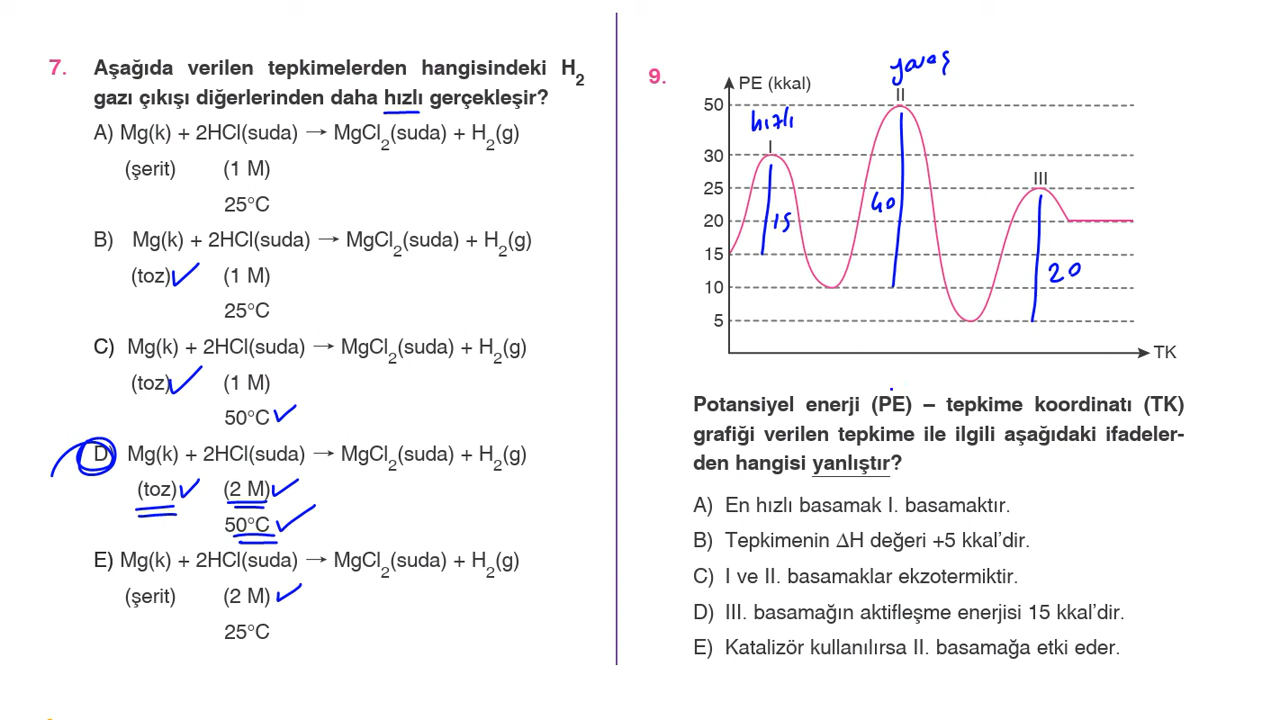 7. Aşağıda verilen tepkimelerden hangisindeki H2
gazı çıkışı diğerlerinden daha hızlı gerçekleşir?
A) Mg(k) + 2HCl(suda) → MgCl2(suda) + H2(g)
(şerit) (1 M)
25°C
B) Mg(k) + 2HCl(suda) → MgCl2(suda) + H2(g)
(toz) (1 M)
25°C
C) Mg(k) + 2HCl(suda) → MgCl2(suda) + H2(g)
(toz) (1 M)
50°C
D) Mg(k) + 2HCl(suda) → MgCl2(suda) + H2(g)
(toz) (2 M)
50°C
E) Mg(k) + 2HCl(suda) → MgCl2(suda) + H2(g)
(şerit) (2 M)
25°C
9.
PE (kkal)
yavaş
II
50
hızlı
I
30
III
25
40
20
15
15
20
10
5
TK
Potansiyel enerji (PE) – tepkime koordinatı (TK)
grafiği verilen tepkime ile ilgili aşağıdaki ifadeler-
den hangisi yanlıştır?
A) En hızlı basamak I. basamaktır.
B) Tepkimenin ΔH değeri +5 kkal'dir.
C) I ve II. basamaklar ekzotermiktir.
D) III. basamağın aktifleşme enerjisi 15 kkal'dir.
E) Katalizör kullanılırsa II. basamağa etki eder.